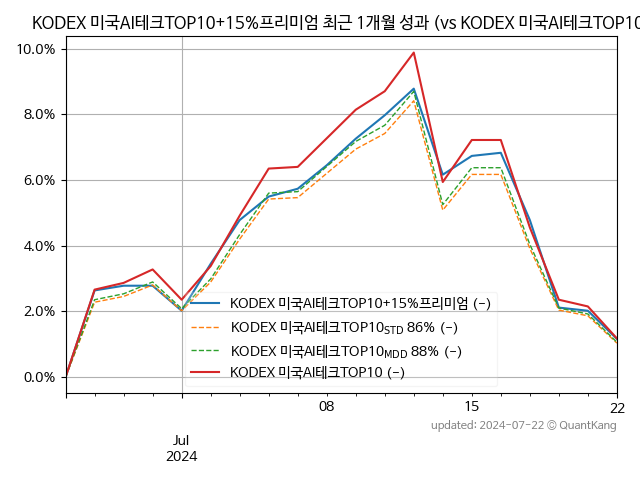 KODEX 미국AI테크TOP10+15%프리미엄 최근 1개월 성과 (vs KODEX 미국AI테크TOP10
10.0%
8.0%
6.0%
4.0%
2.0%
0.0%
KODEX 미국AI테크TOP10+15%프리미엄 (-)
KODEX 미국AI테크TOP10STD 86% (-)
KODEX 미국AI테크TOP10MDD 88% (-)
KODEX 미국AI테크TOP10 (-)
08 15 22
Jul
2024
updated: 2024-07-22 © QuantKang